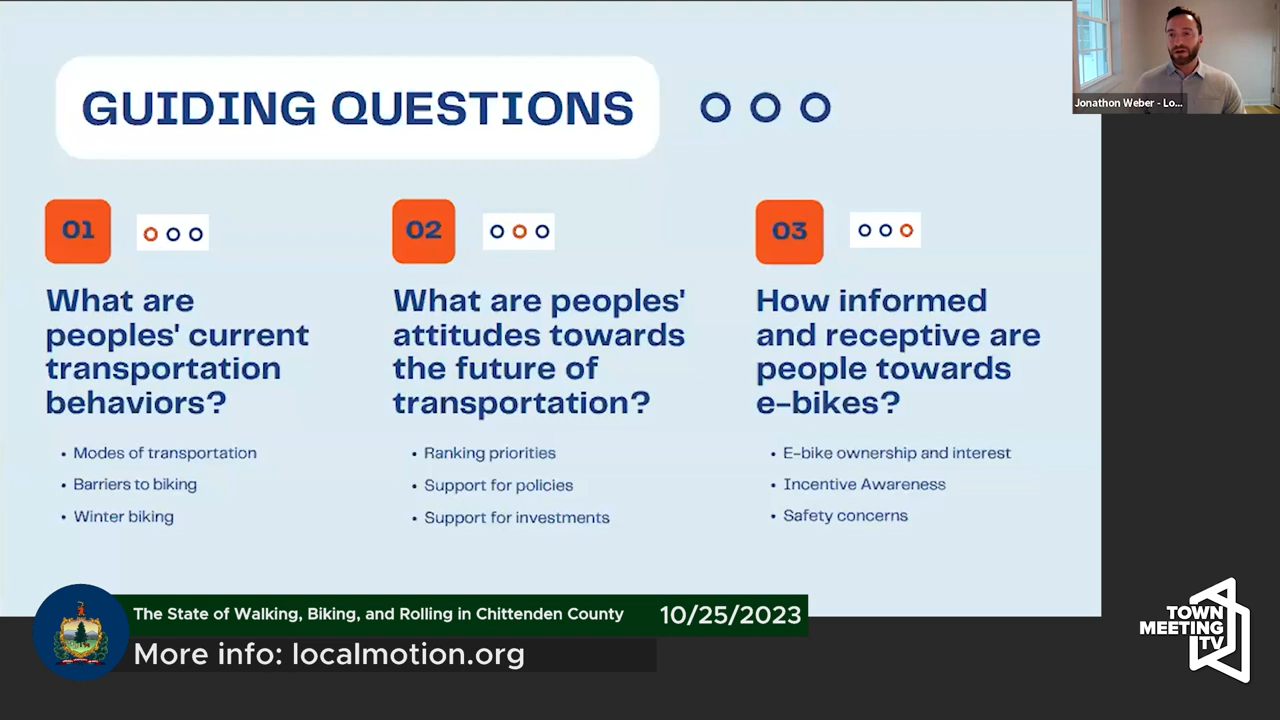 GUIDING QUESTIONS
Jonathon Weber - Lo...
01
What are
peoples' current
transportation
behaviors?
• Modes of transportation
• Barriers to biking
• Winter biking
02
What are peoples'
attitudes towards
the future of
transportation?
• Ranking priorities
• Support for policies
• Support for investments
03
How informed
and receptive are
people towards
e-bikes?
• E-bike ownership and interest
• Incentive Awareness
• Safety concerns
The State of Walking, Biking, and Rolling in Chittenden County 10/25/2023
More info: localmotion.org
TOWN
MEETING
TV